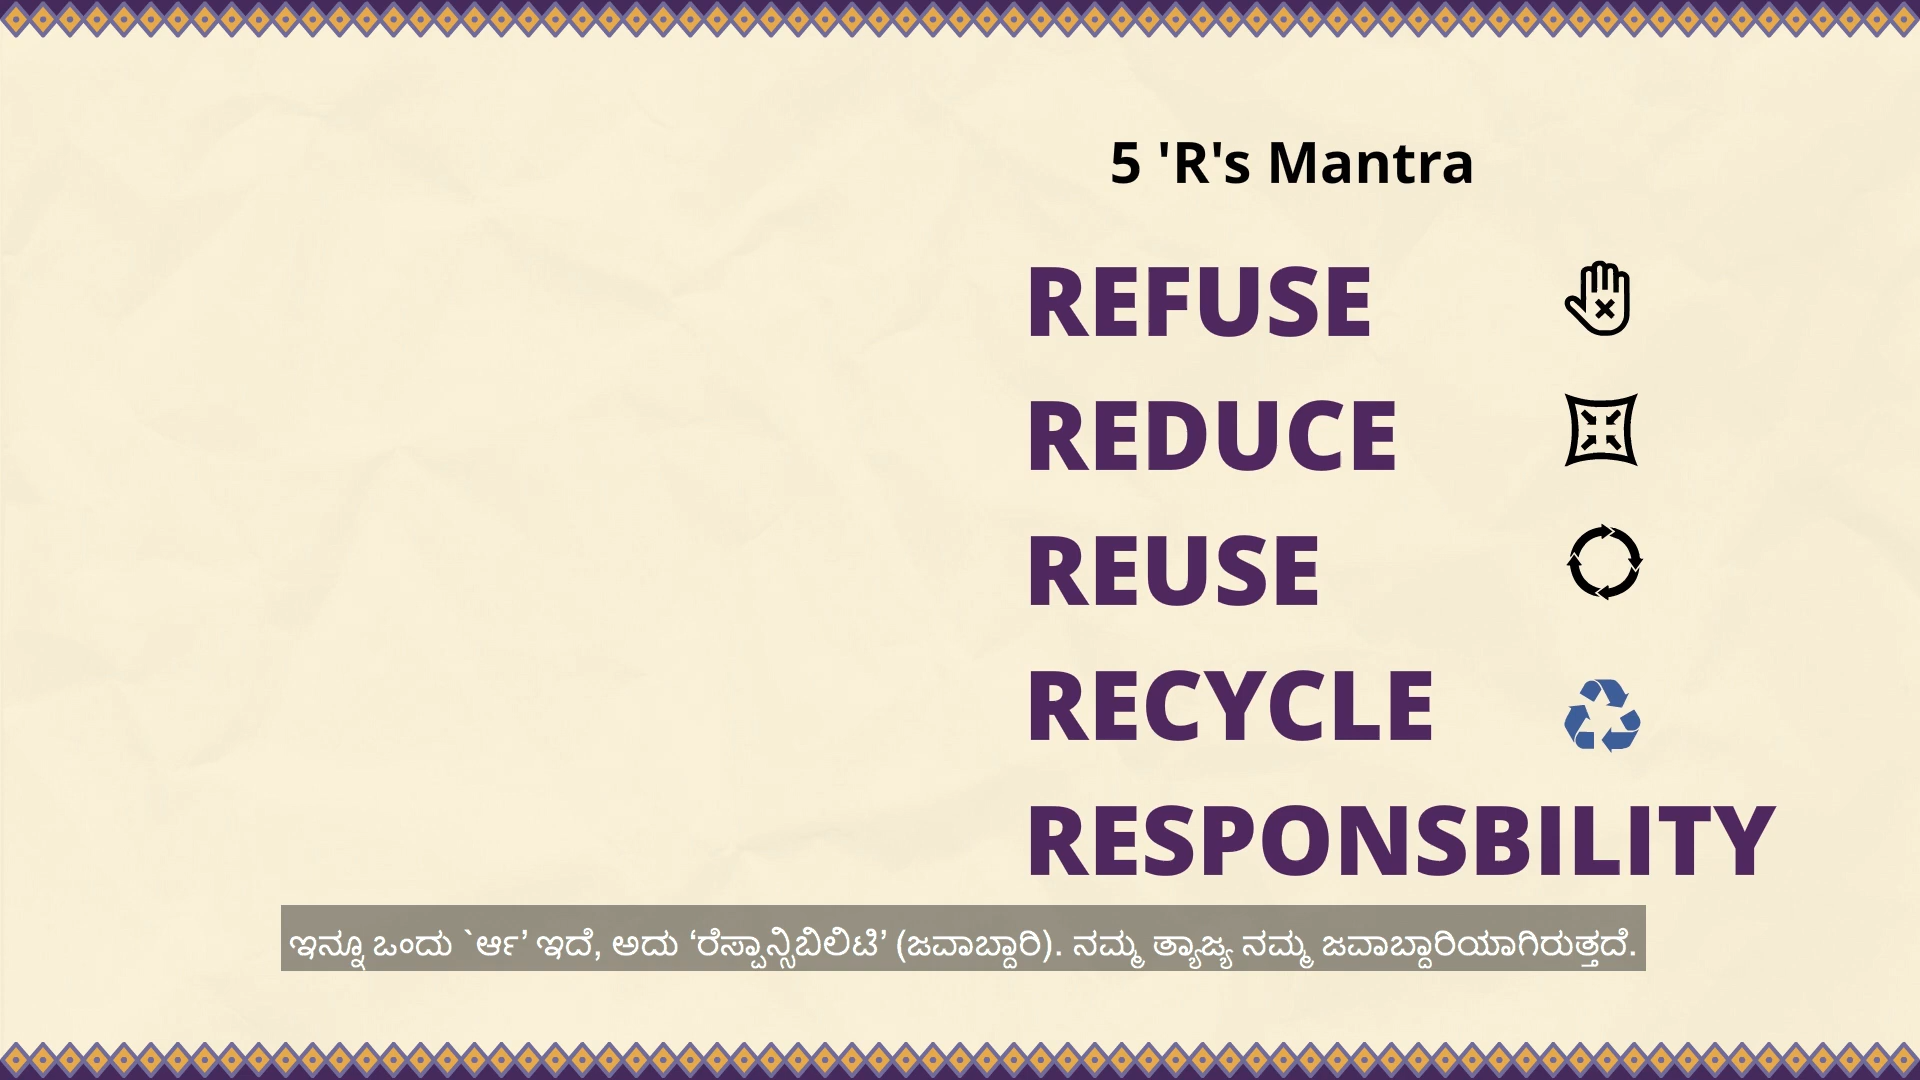 5 'R's Mantra
REFUSE
REDUCE
REUSE
RECYCLE
RESPONSBILITY
ಇನ್ನೂ ಒಂದು `ಆರ್' ಇದೆ, ಅದು ‘ರೆಸ್ಪಾನ್ಸಿಬಿಲಿಟಿ’ (ಜವಾಬ್ದಾರಿ). ನಮ್ಮ ತ್ಯಾಜ್ಯ ನಮ್ಮ ಜವಾಬ್ದಾರಿಯಾಗಿರುತ್ತದೆ.